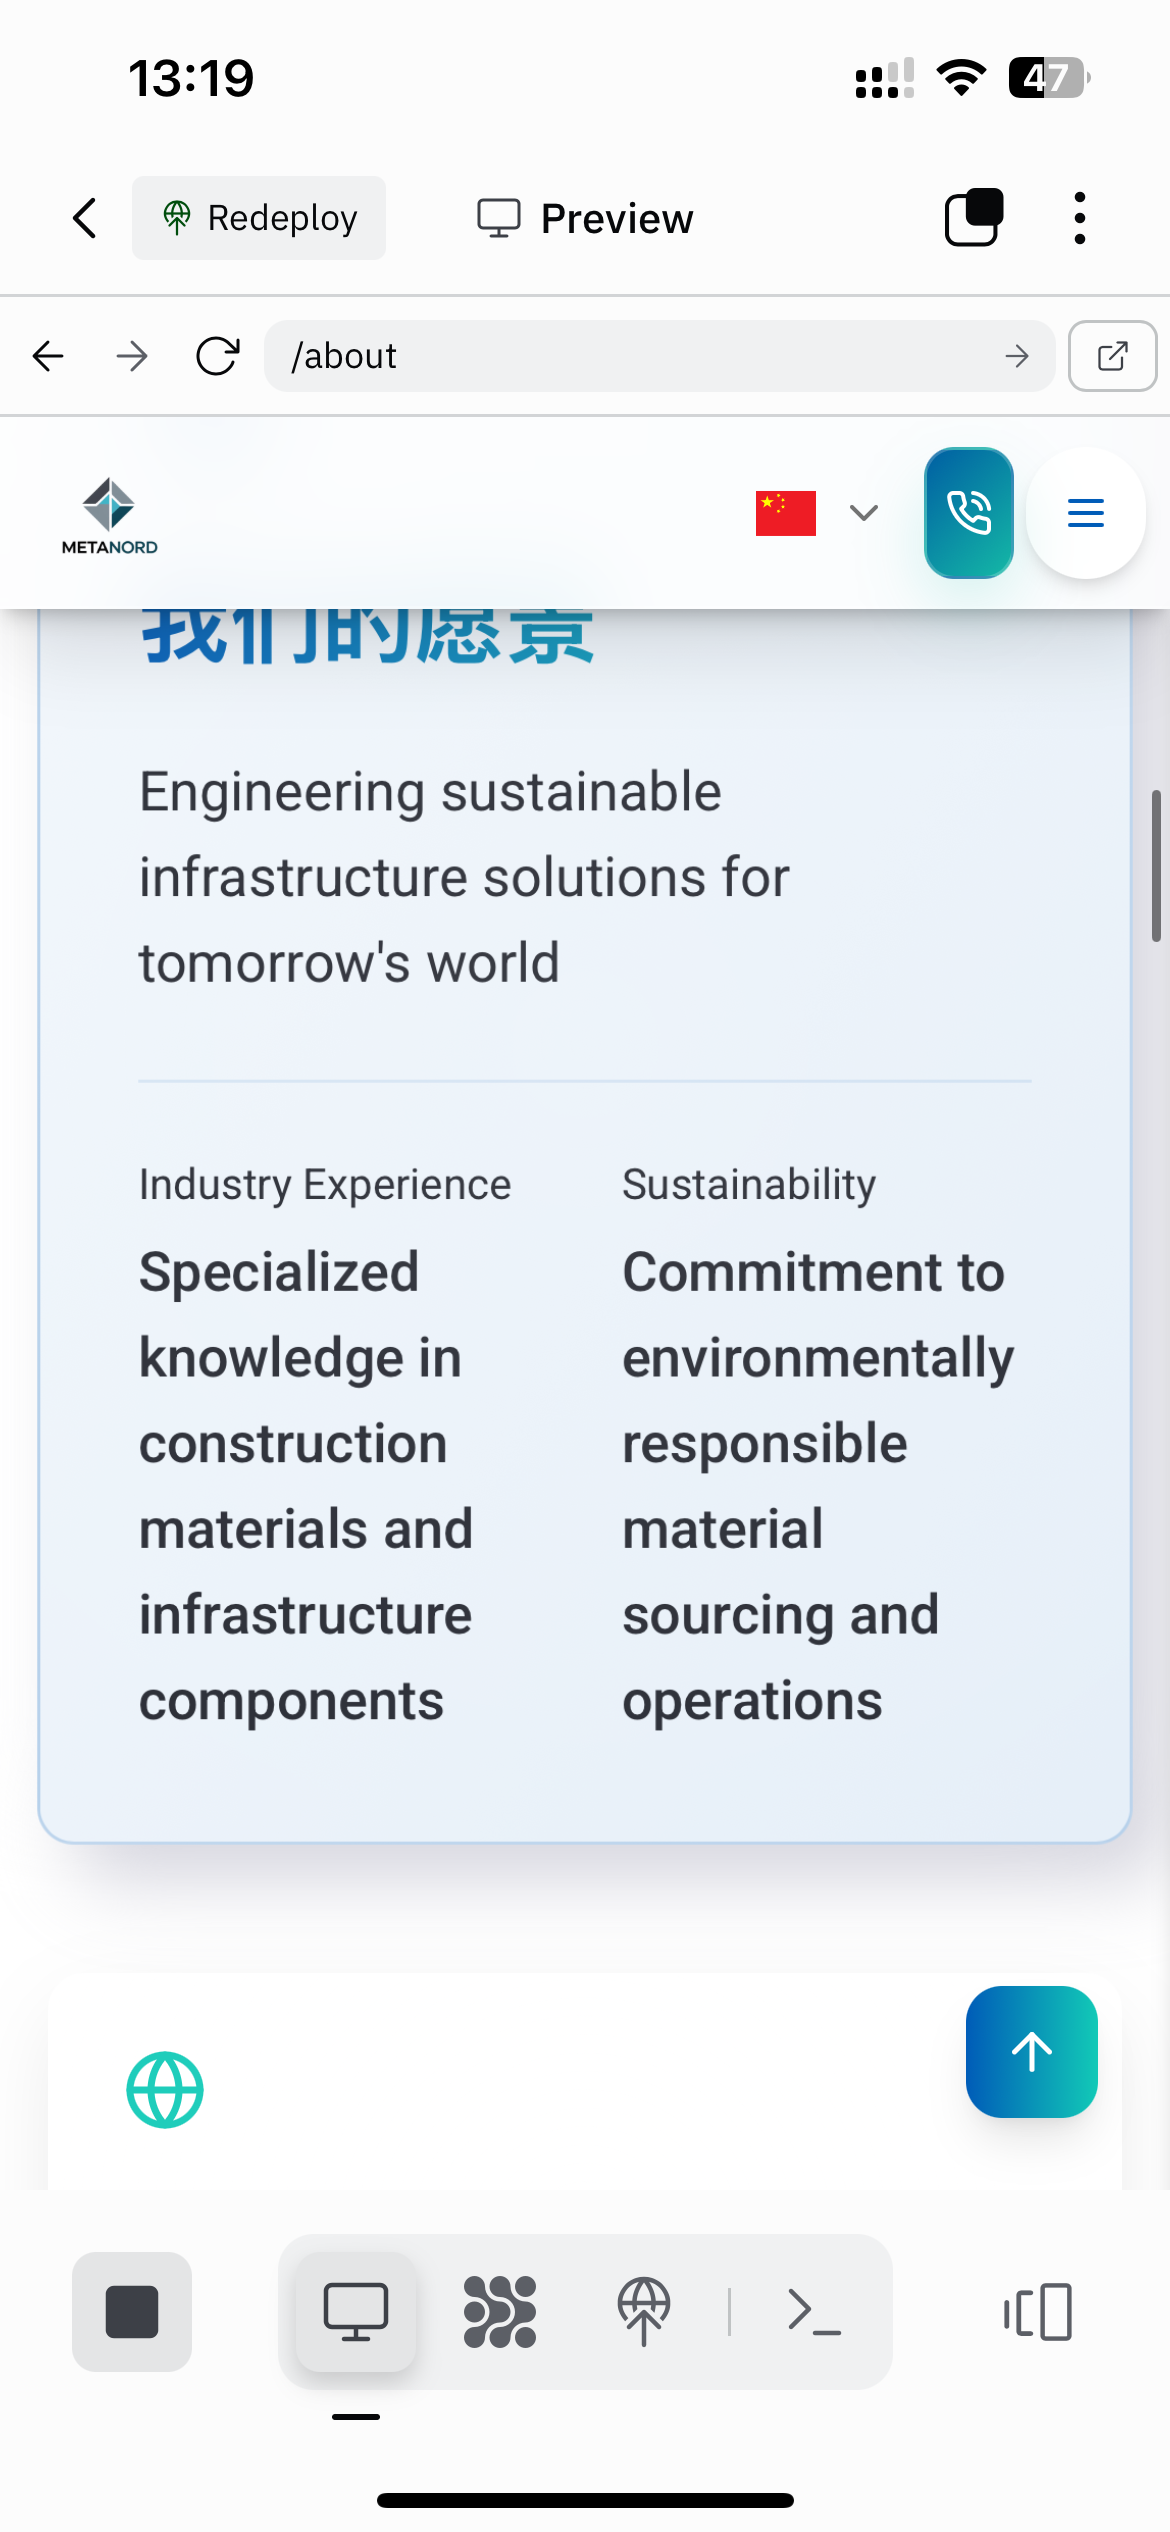 13:19
47
Redeploy
Preview
/about
METANORD
我们的愿景
Engineering sustainable
infrastructure solutions for
tomorrow's world
Industry Experience
Specialized
knowledge in
construction
materials and
infrastructure
components
Sustainability
Commitment to
environmentally
responsible
material
sourcing and
operations